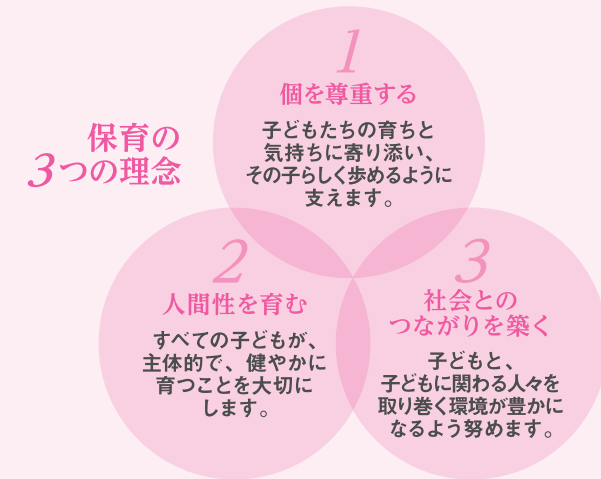 保育の
3つの理念
1
個を尊重する
子どもたちの育ちと
気持ちに寄り添い、
その子らしく歩めるように
支えます。
2
人間性を育む
すべての子どもが、
主体的で、健やかに
育つことを大切に
します。
3
社会との
つながりを築く
子どもと、
子どもに関わる人々を
取り巻く環境が豊かに
なるよう努めます。